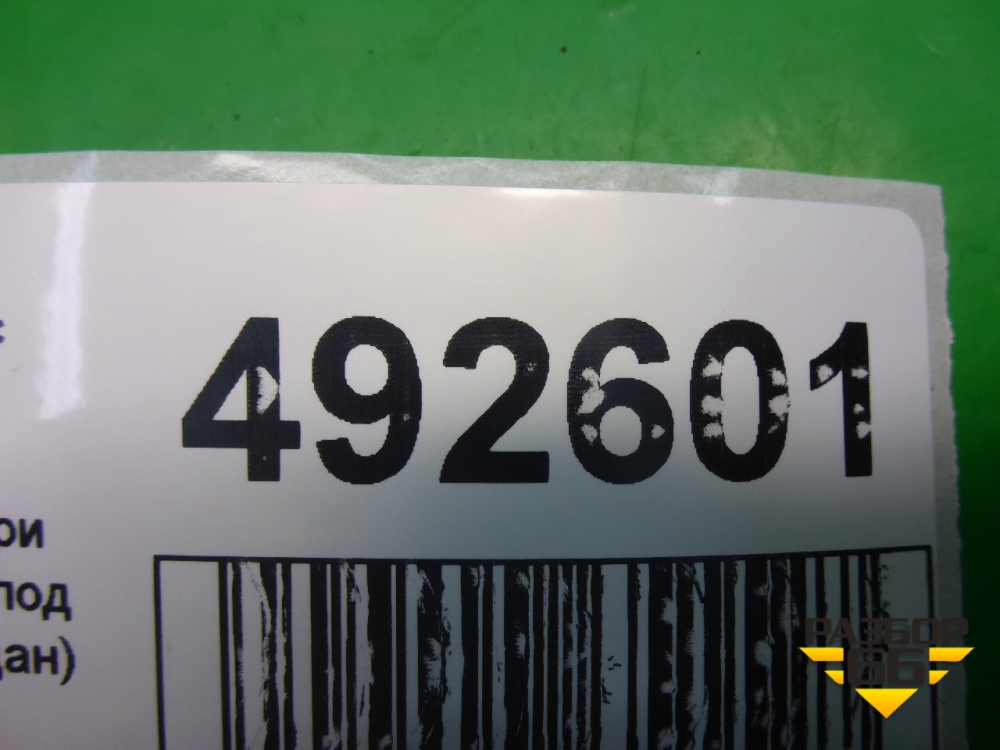 492601
ри
под
дан)
РАЗБОР
66